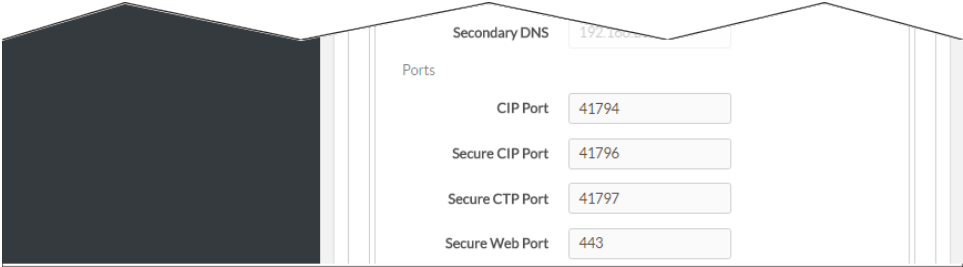 Secondary DNS
Ports
CIP Port 41794
Secure CIP Port 41796
Secure CTP Port 41797
Secure Web Port 443